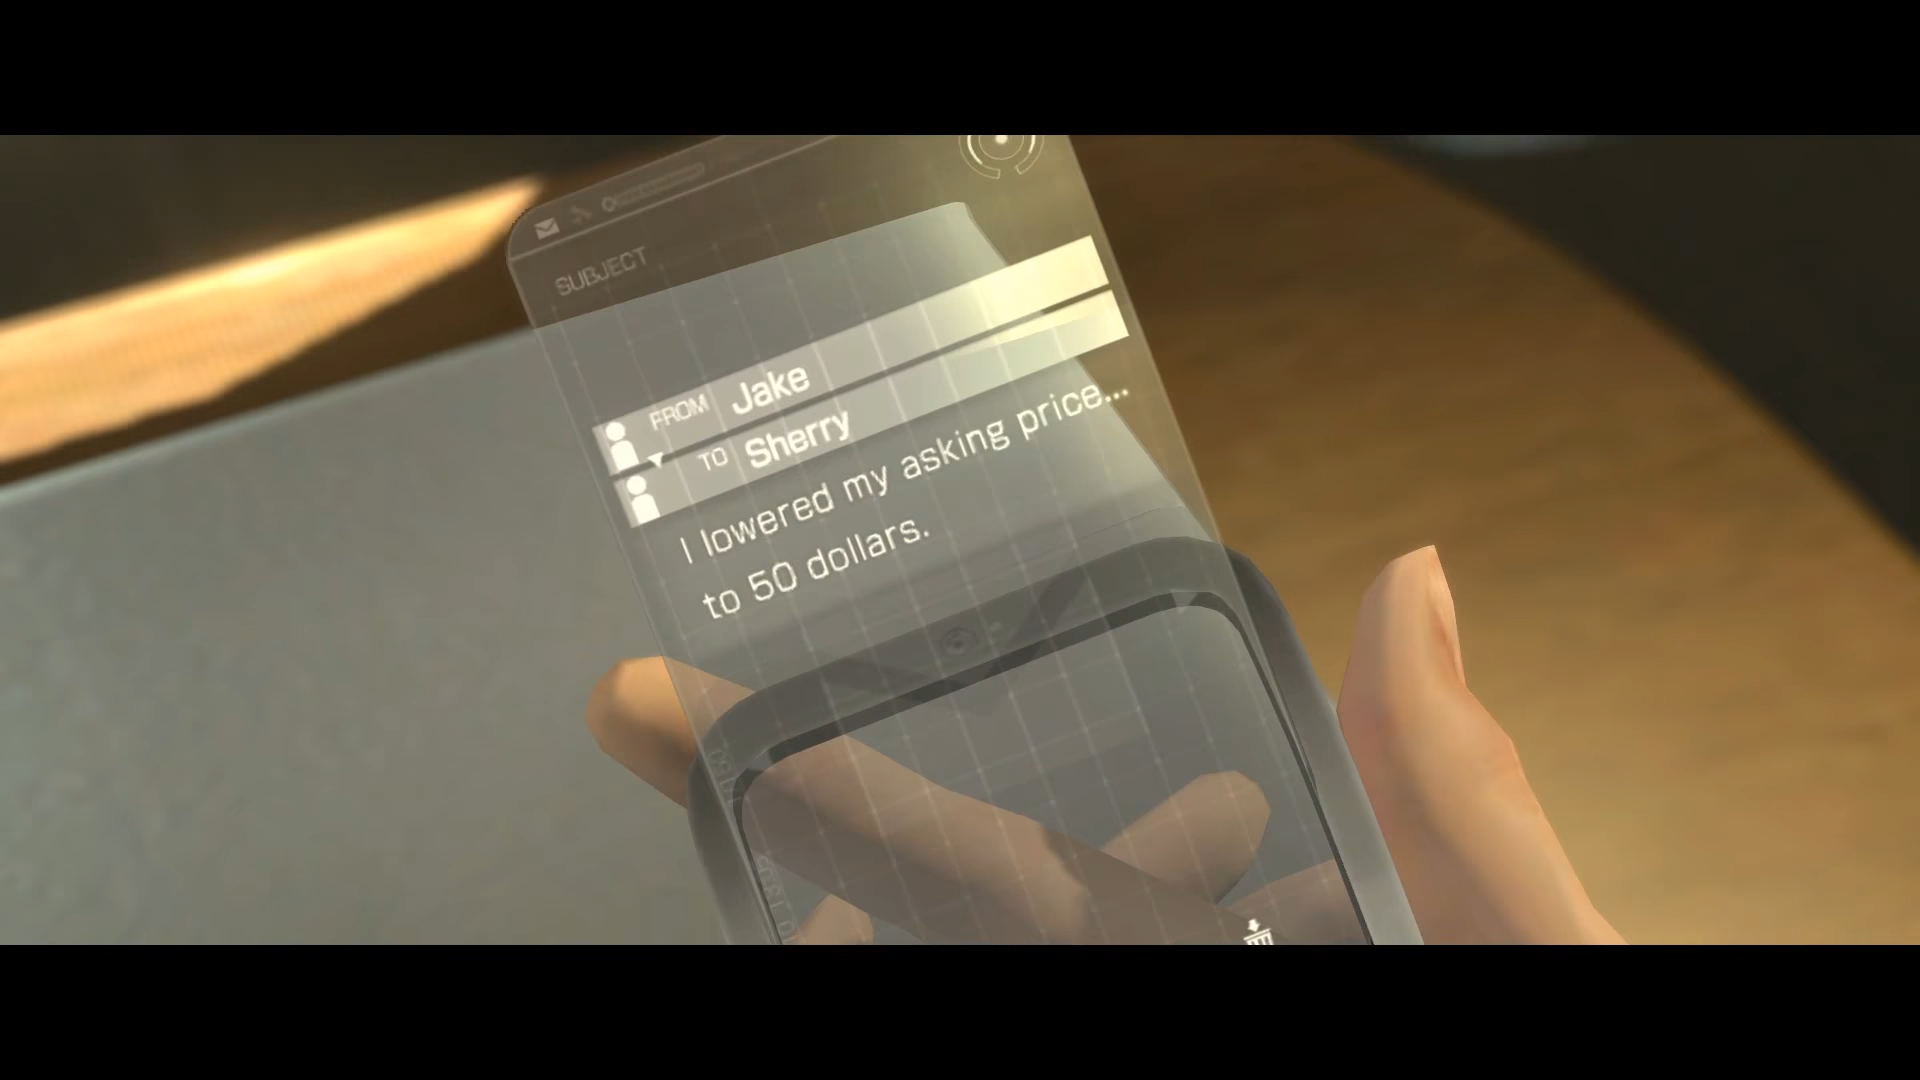 SUBJECT
FROM Jake
TO Sherry
I lowered my asking price...
to 50 dollars.